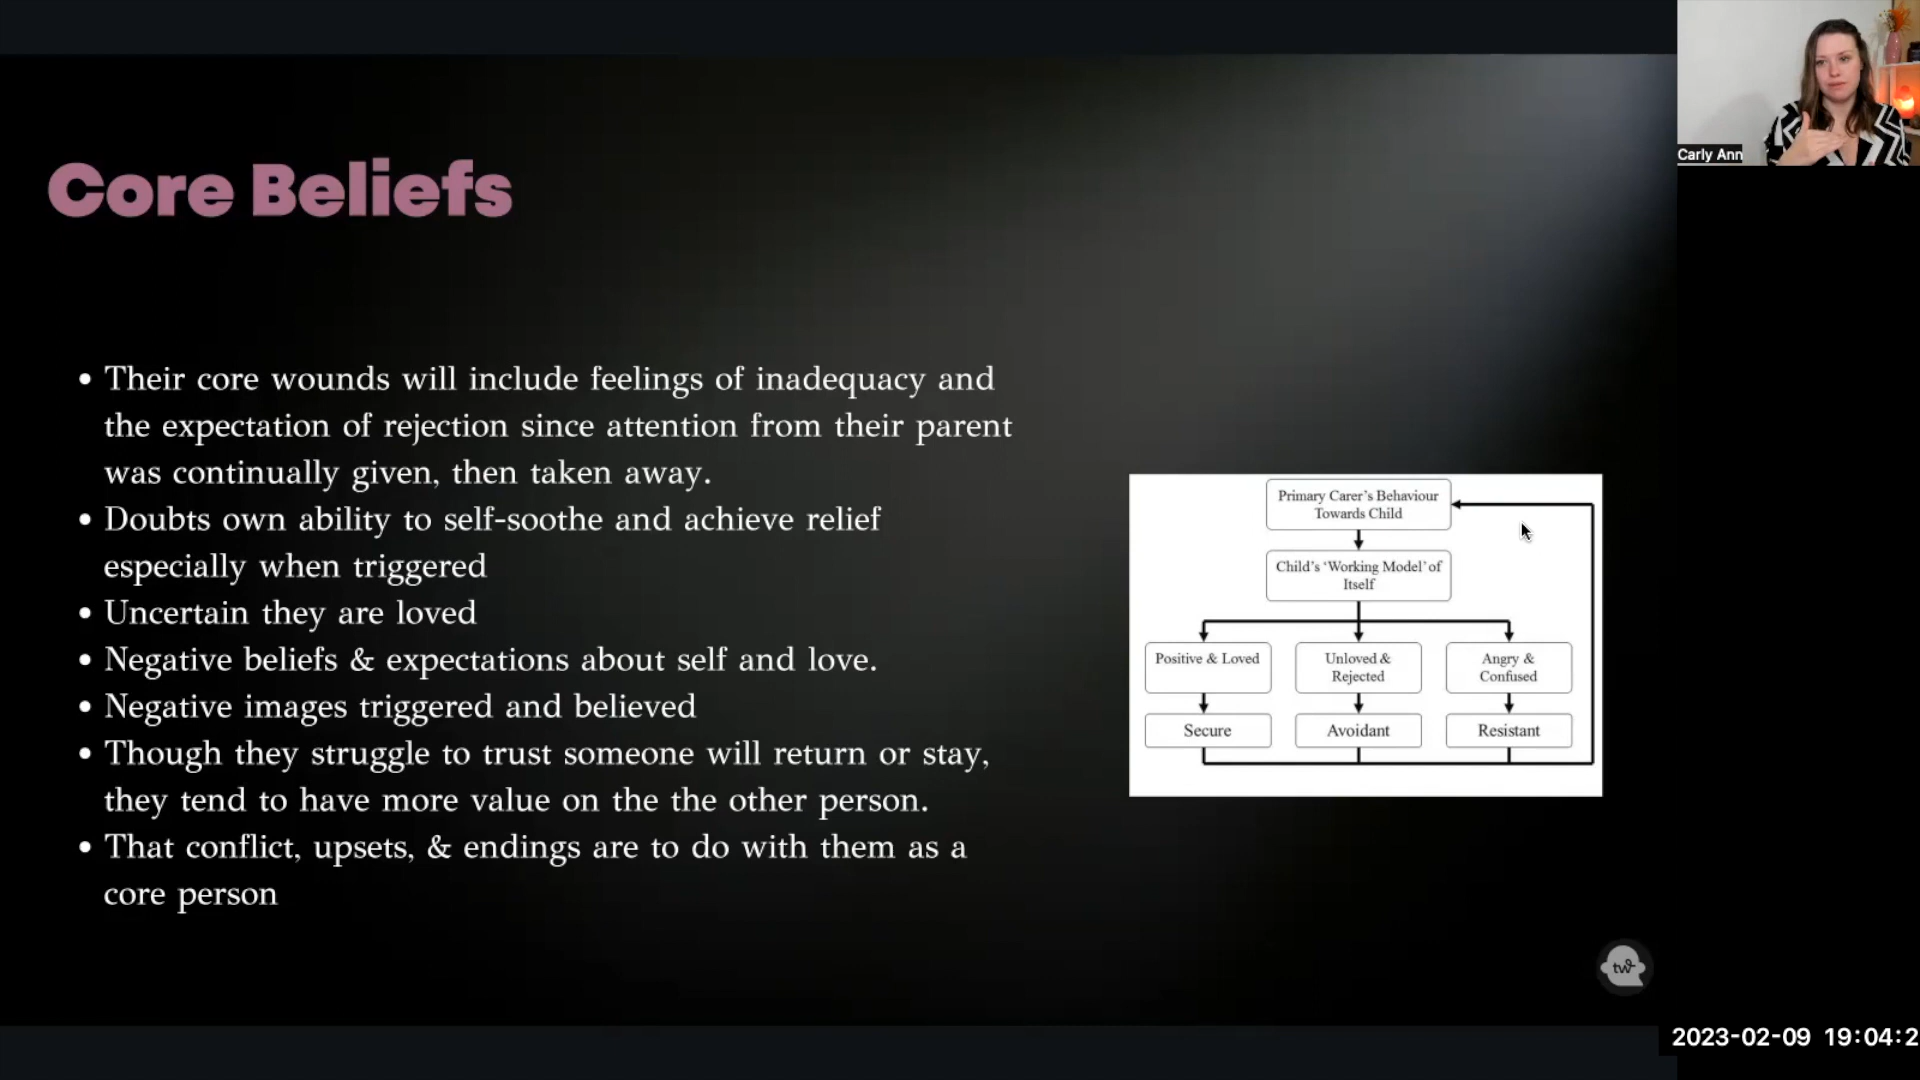 Carly Ann
Core Beliefs
• Their core wounds will include feelings of inadequacy and
the expectation of rejection since attention from their parent
was continually given, then taken away.
• Doubts own ability to self-soothe and achieve relief
especially when triggered
• Uncertain they are loved
• Negative beliefs & expectations about self and love.
• Negative images triggered and believed
• Though they struggle to trust someone will return or stay,
they tend to have more value on the the other person.
• That conflict, upsets, & endings are to do with them as a
core person
Primary Carer's Behaviour
Towards Child
Child's 'Working Model' of
Itself
Positive & Loved
Unloved &
Rejected
Angry &
Confused
Secure
Avoidant
Resistant
tw
2023-02-09 19:04:2